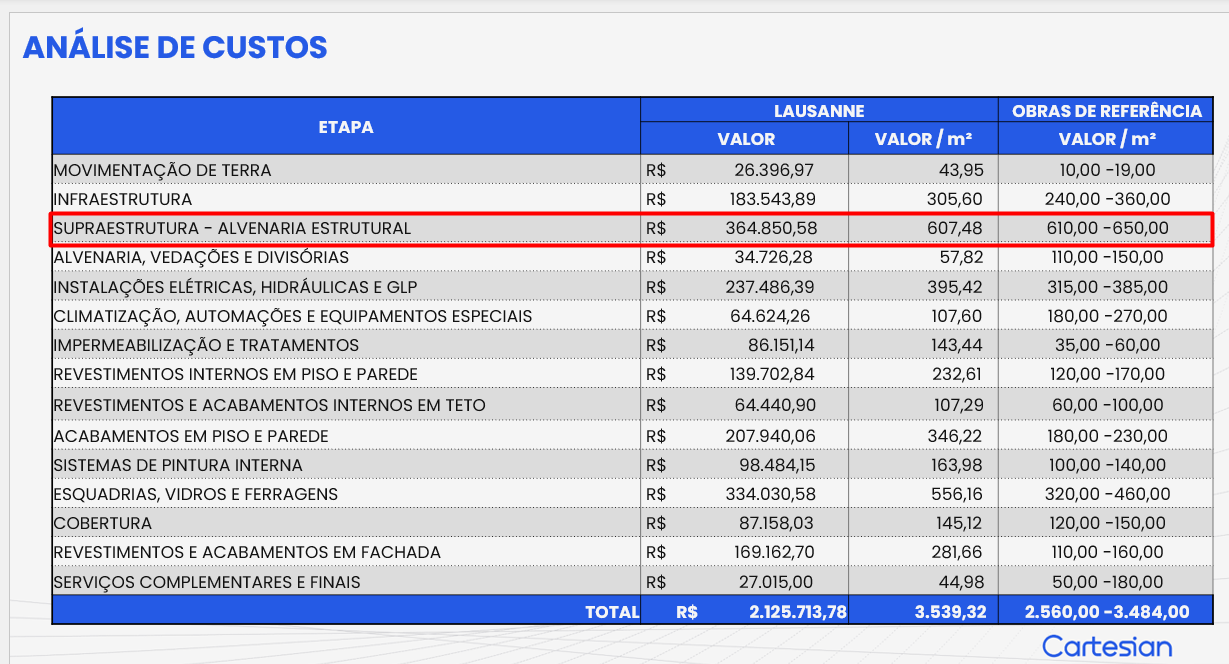 ANÁLISE DE CUSTOS
ETAPA LAUSANNE OBRAS DE REFERÊNCIA
VALOR VALOR / m² VALOR / m²
MOVIMENTAÇÃO DE TERRA R$ 26.396,97 43,95 10,00 -19,00
INFRAESTRUTURA R$ 183.543,89 305,60 240,00 -360,00
SUPRAESTRUTURA - ALVENARIA ESTRUTURAL R$ 364.850,58 607,48 610,00 -650,00
ALVENARIA, VEDAÇÕES E DIVISÓRIAS R$ 34.726,28 57,82 110,00 -150,00
INSTALAÇÕES ELÉTRICAS, HIDRÁULICAS E GLP R$ 237.486,39 395,42 315,00 -385,00
CLIMATIZAÇÃO, AUTOMAÇÕES E EQUIPAMENTOS ESPECIAIS R$ 64.624,26 107,60 180,00 -270,00
IMPERMEABILIZAÇÃO E TRATAMENTOS R$ 86.151,14 143,44 35,00 -60,00
REVESTIMENTOS INTERNOS EM PISO E PAREDE R$ 139.702,84 232,61 120,00 -170,00
REVESTIMENTOS E ACABAMENTOS INTERNOS EM TETO R$ 64.440,90 107,29 60,00 -100,00
ACABAMENTOS EM PISO E PAREDE R$ 207.940,06 346,22 180,00 -230,00
SISTEMAS DE PINTURA INTERNA R$ 98.484,15 163,98 100,00 -140,00
ESQUADRIAS, VIDROS E FERRAGENS R$ 334.030,58 556,16 320,00 -460,00
COBERTURA R$ 87.158,03 145,12 120,00 -150,00
REVESTIMENTOS E ACABAMENTOS EM FACHADA R$ 169.162,70 281,66 110,00 -160,00
SERVIÇOS COMPLEMENTARES E FINAIS R$ 27.015,00 44,98 50,00 -180,00
TOTAL R$ 2.125.713,78 3.539,32 2.560,00 -3.484,00
Cartesian